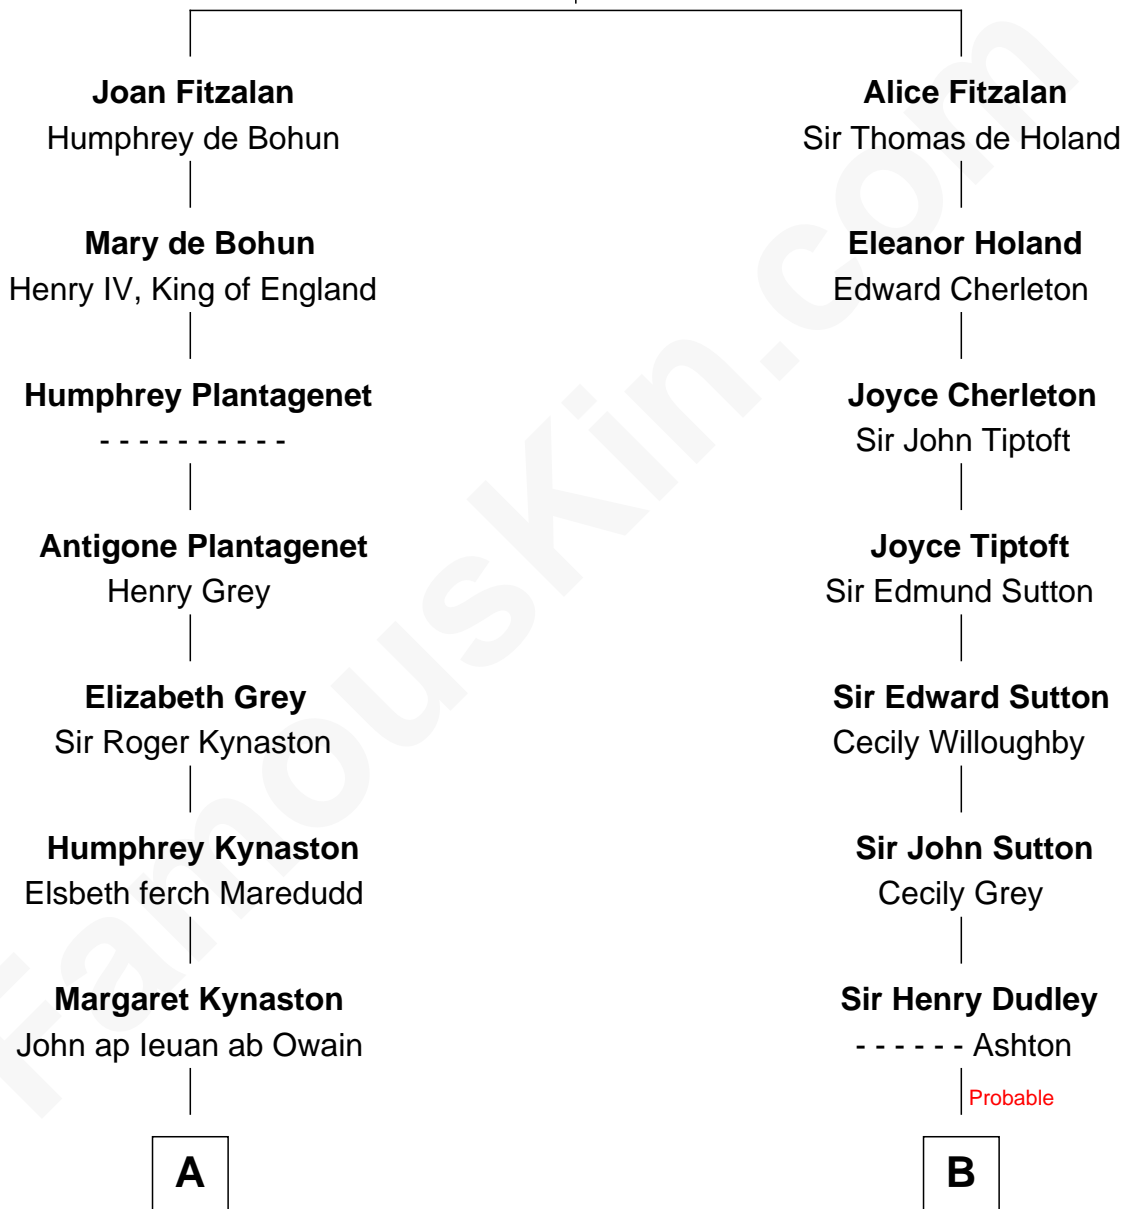 Joan Fitzalan
Humphrey de Bohun
Mary de Bohun
Henry IV, King of England
Humphrey Plantagenet
- - - - - - - - - -
Antigone Plantagenet
Henry Grey
Elizabeth Grey
Sir Roger Kynaston
Humphrey Kynaston
Elsbeth ferch Maredudd
Margaret Kynaston
John ap Ieuan ab Owain
A
Alice Fitzalan
Sir Thomas de Holand
Eleanor Holand
Edward Cherleton
Joyce Cherleton
Sir John Tiptoft
Joyce Tiptoft
Sir Edmund Sutton
Sir Edward Sutton
Cecily Willoughby
Sir John Sutton
Cecily Grey
Sir Henry Dudley
- - - - - - Ashton
Probable
B
FamousKin.com